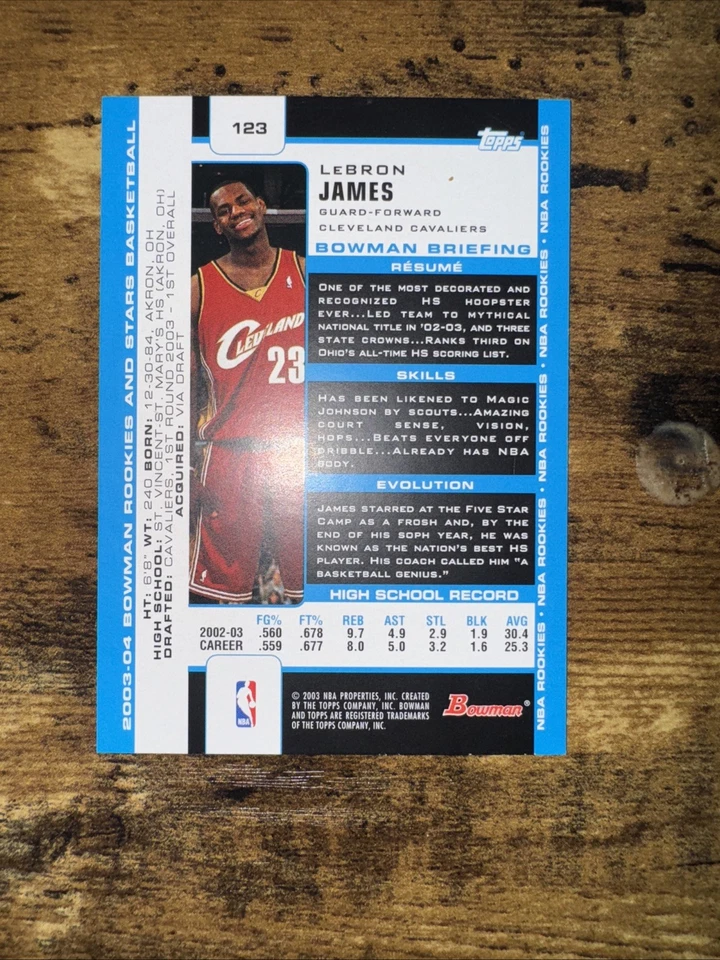 123
Topps
LeBRON
JAMES
GUARD-FORWARD
CLEVELAND CAVALIERS
BOWMAN BRIEFING
RÉSUMÉ
ONE OF THE MOST DECORATED AND
RECOGNIZED HS HOOPSTER
EVER...LED TEAM TO MYTHICAL
NATIONAL TITLE IN '02-03, AND THREE
STATE CROWNS...RANKS THIRD ON
OHIO'S ALL-TIME HS SCORING LIST.
SKILLS
HAS BEEN LIKENED TO MAGIC
JOHNSON BY SCOUTS...AMAZING
COURT SENSE, VISION,
HOPS...BEATS EVERYONE OFF
DRIBBLE...ALREADY HAS NBA
BODY.
EVOLUTION
JAMES STARRED AT THE FIVE STAR
CAMP AS A FROSH AND, BY THE
END OF HIS SOPH YEAR, HE WAS
KNOWN AS THE NATION'S BEST HS
PLAYER. HIS COACH CALLED HIM "A
BASKETBALL GENIUS."
HIGH SCHOOL RECORD
FG% FT% REB AST STL BLK AVG
2002-03 .560 .678 9.7 4.9 2.9 1.9 30.4
CAREER .559 .677 8.0 5.0 3.2 1.6 25.3
NBA
© 2003 NBA PROPERTIES, INC. CREATED
BY THE TOPPS COMPANY, INC. BOWMAN
AND TOPPS ARE REGISTERED TRADEMARKS
OF THE TOPPS COMPANY, INC.
Bowman®
CLEVELAND
23
2003-04 BOWMAN ROOKIES AND STARS BASKETBALL
HT: 6'8" WT: 240 BORN: 12-30-84, AKRON, OH
HIGH SCHOOL: ST. VINCENT-ST. MARY'S HS (AKRON, OH)
DRAFTED: CAVALIERS, 1ST ROUND 2003 - 1ST OVERALL
ACQUIRED: VIA DRAFT
NBA ROOKIES • NBA ROOKIES • NBA ROOKIES • NBA ROOKIES • NBA ROOKIES